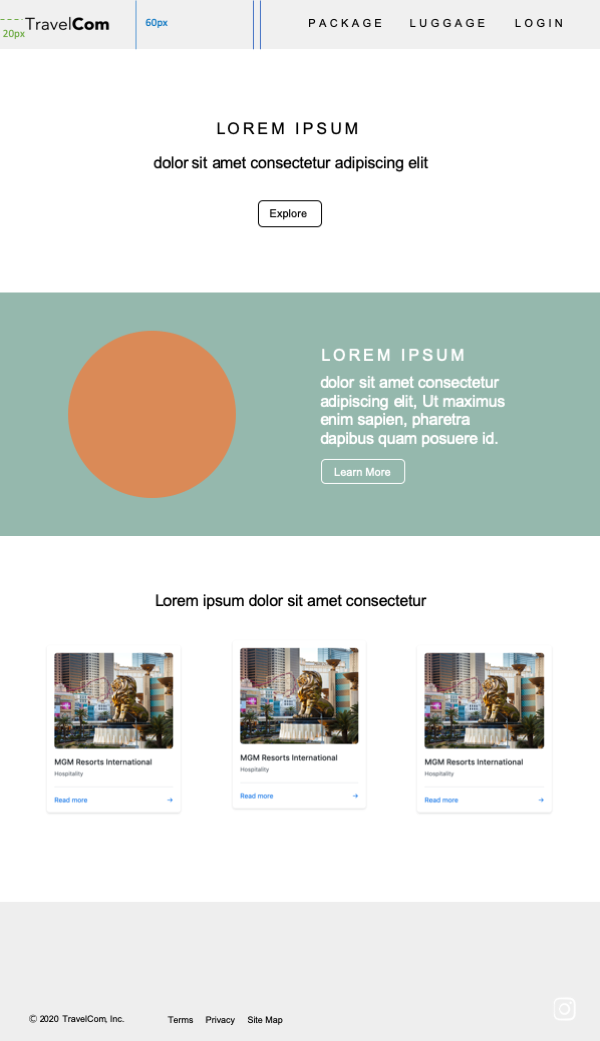 TravelCom
20px
60px
PACKAGE LUGGAGE LOGIN
LOREM IPSUM
dolor sit amet consectetur adipiscing elit
Explore
LOREM IPSUM
dolor sit amet consectetur
adipiscing elit, Ut maximus
enim sapien, pharetra
dapibus quam posuere id.
Learn More
Lorem ipsum dolor sit amet consectetur
MGM Resorts International
Hospitality
Read more →
MGM Resorts International
Hospitality
Read more →
MGM Resorts International
Hospitality
Read more →
© 2020 TravelCom, Inc. Terms Privacy Site Map